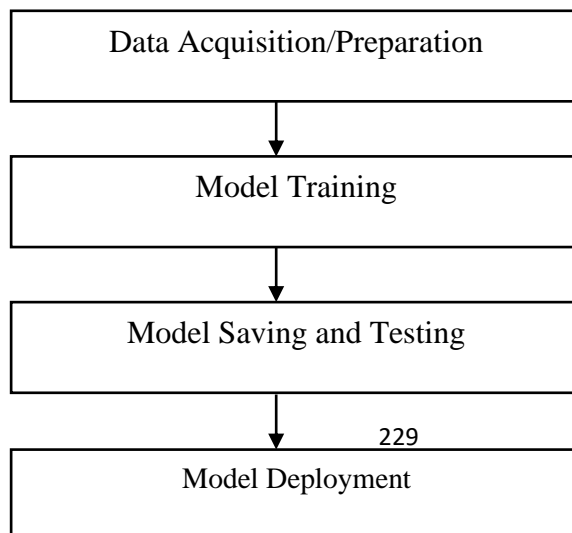 Data Acquisition/Preparation
Model Training
Model Saving and Testing
229
Model Deployment